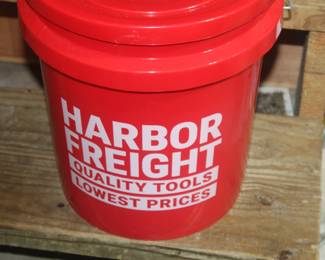 HARBOR
FREIGHT
QUALITY TOOLS
LOWEST PRICES